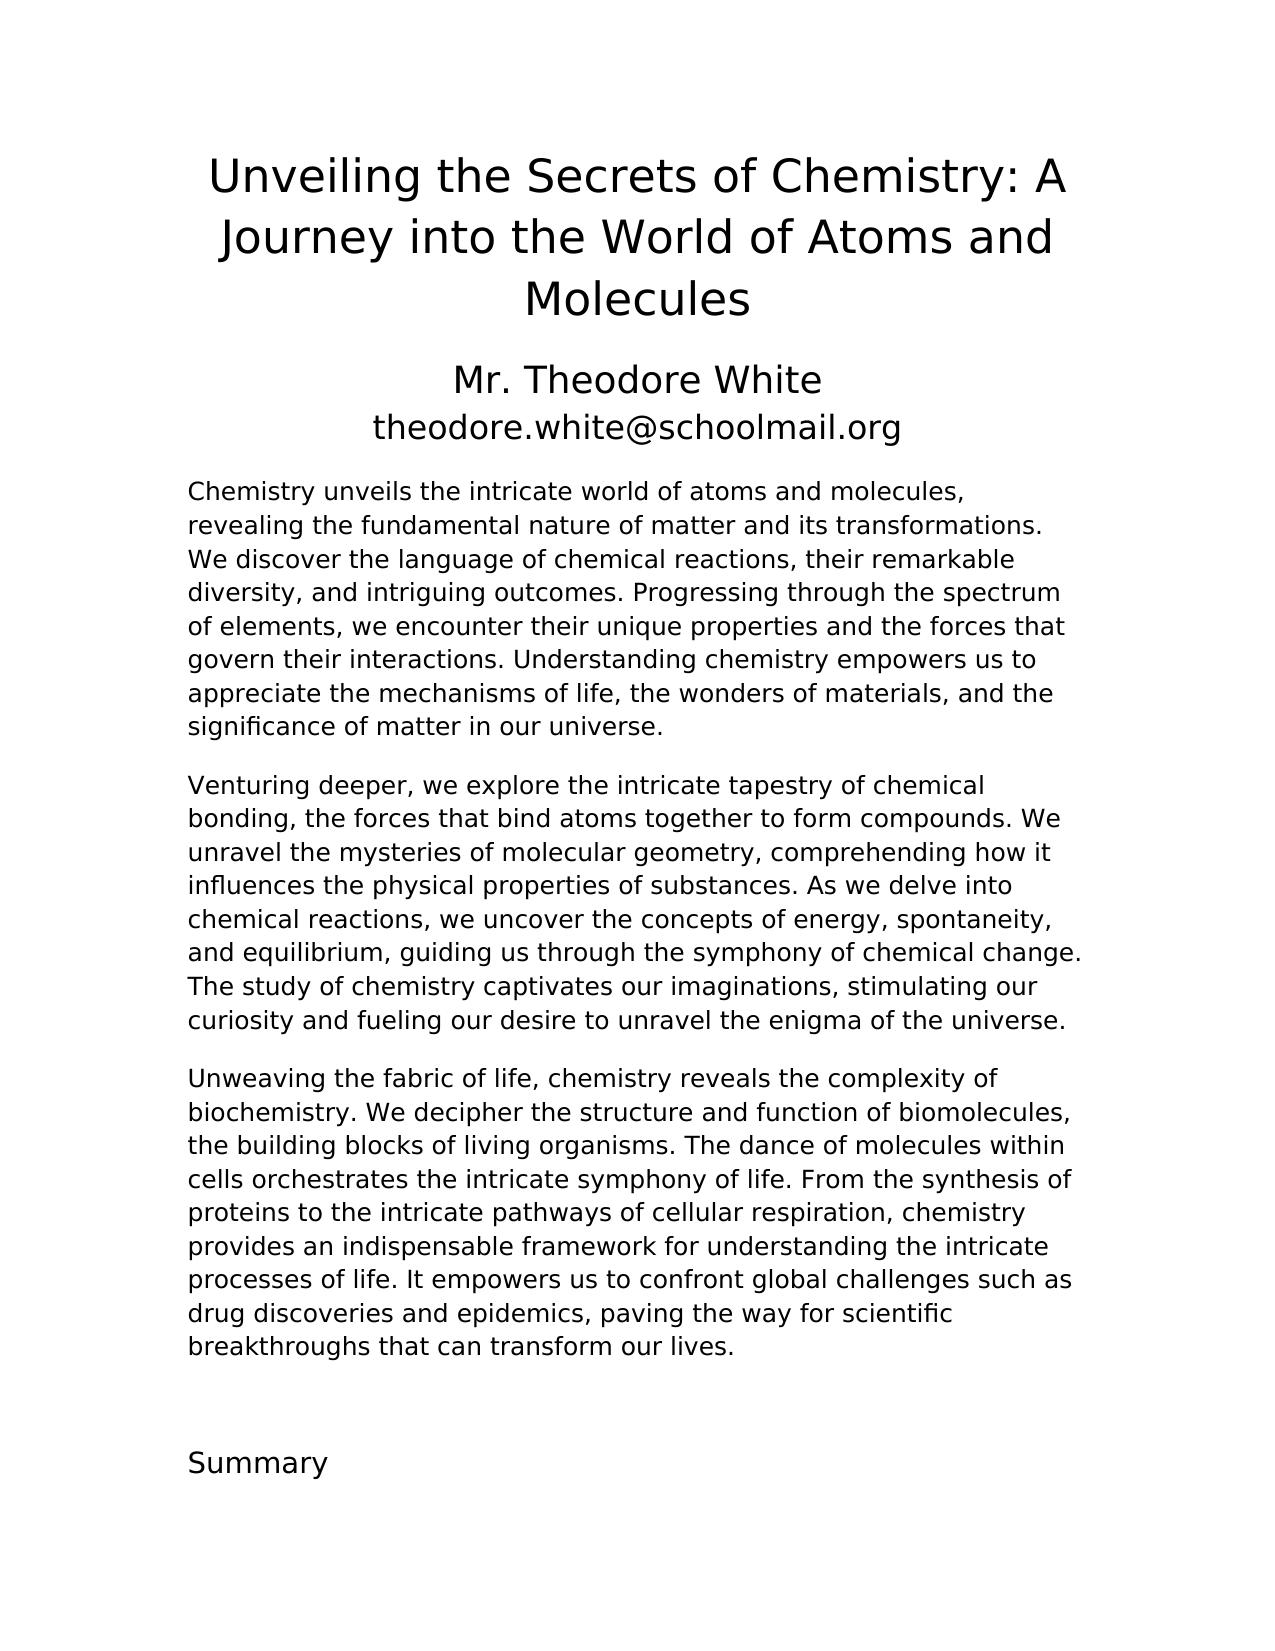 Unveiling the Secrets of Chemistry: A
Journey into the World of Atoms and
Molecules
Mr. Theodore White
theodore.white@schoolmail.org
Chemistry unveils the intricate world of atoms and molecules,
revealing the fundamental nature of matter and its transformations.
We discover the language of chemical reactions, their remarkable
diversity, and intriguing outcomes. Progressing through the spectrum
of elements, we encounter their unique properties and the forces that
govern their interactions. Understanding chemistry empowers us to
appreciate the mechanisms of life, the wonders of materials, and the
significance of matter in our universe.
Venturing deeper, we explore the intricate tapestry of chemical
bonding, the forces that bind atoms together to form compounds. We
unravel the mysteries of molecular geometry, comprehending how it
influences the physical properties of substances. As we delve into
chemical reactions, we uncover the concepts of energy, spontaneity,
and equilibrium, guiding us through the symphony of chemical change.
The study of chemistry captivates our imaginations, stimulating our
curiosity and fueling our desire to unravel the enigma of the universe.
Unweaving the fabric of life, chemistry reveals the complexity of
biochemistry. We decipher the structure and function of biomolecules,
the building blocks of living organisms. The dance of molecules within
cells orchestrates the intricate symphony of life. From the synthesis of
proteins to the intricate pathways of cellular respiration, chemistry
provides an indispensable framework for understanding the intricate
processes of life. It empowers us to confront global challenges such as
drug discoveries and epidemics, paving the way for scientific
breakthroughs that can transform our lives.
Summary